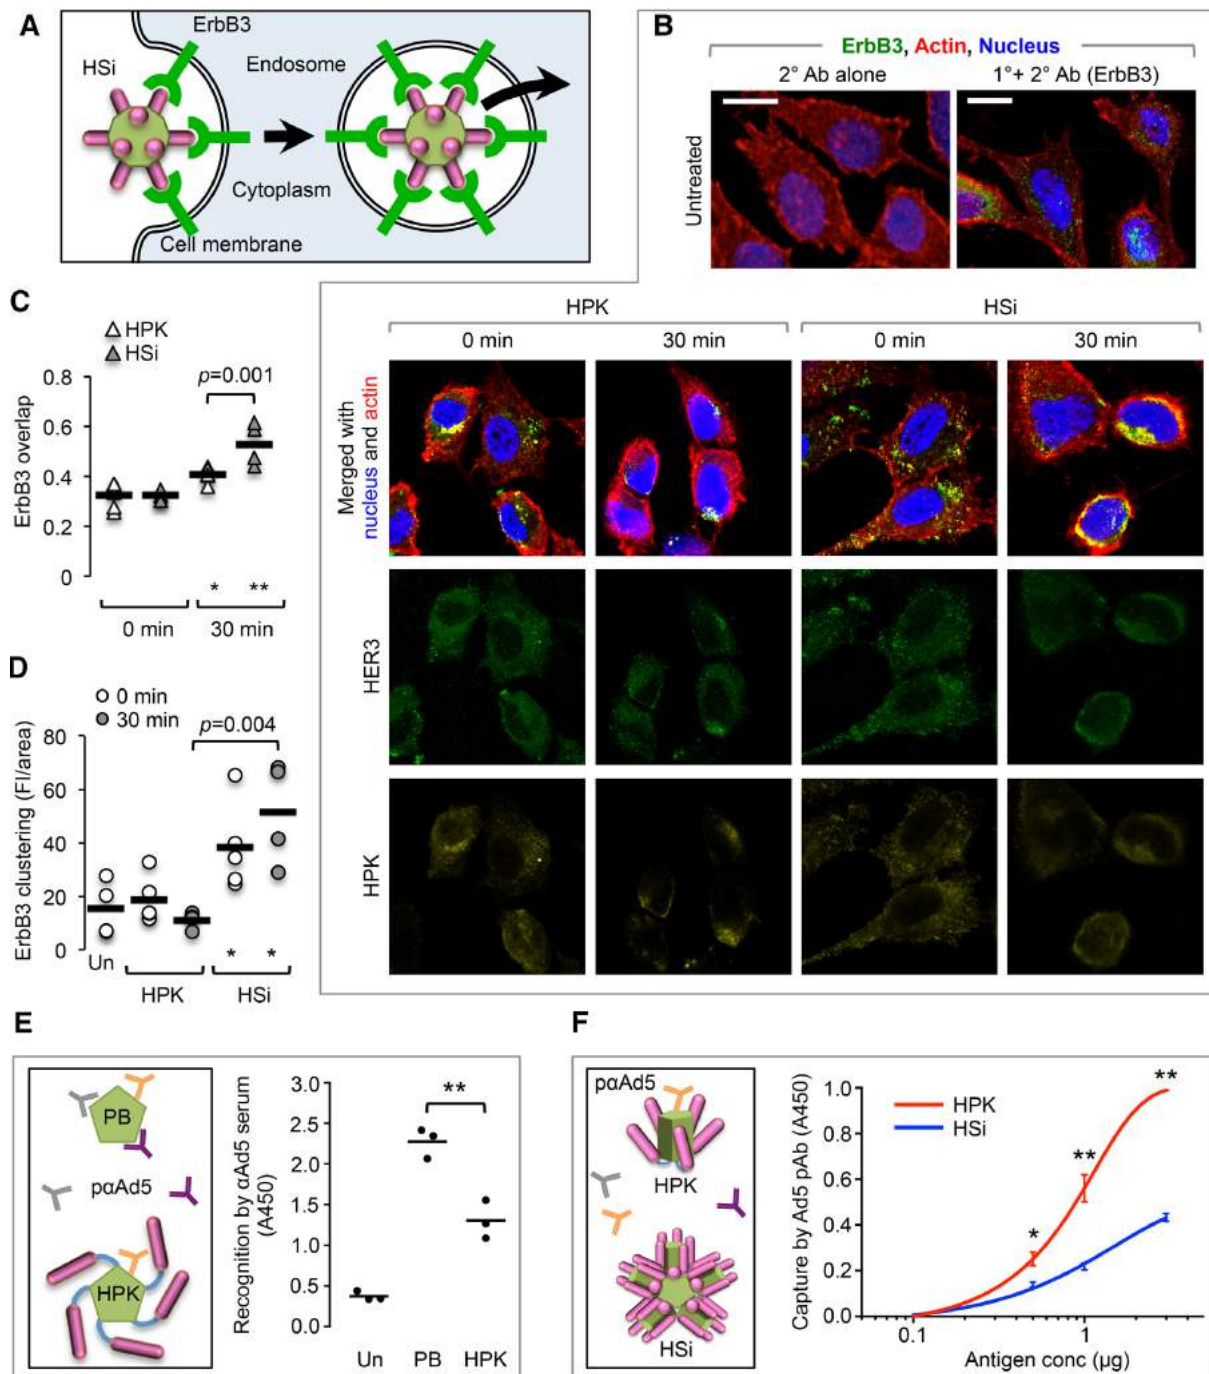 A
ErbB3
HSi
Endosome
Cytoplasm
Cell membrane
B
ErbB3, Actin, Nucleus
2° Ab alone
1°+ 2° Ab (ErbB3)
Untreated
C
HPK
HSi
p=0.001
ErbB3 overlap
0.8
0.6
0.4
0.2
0
* **
0 min
30 min
HPK
HSi
0 min
30 min
0 min
30 min
Merged with
nucleus and actin
HER3
HPK
D
0 min
30 min
p=0.004
ErbB3 clustering (FI/area)
80
60
40
20
0
* *
Un
HPK
HSi
E
PB
pαAd5
HPK
Recognition by αAd5 serum
(A450)
3.0
2.5
2.0
1.5
1.0
0.5
0.0
**
Un
PB
HPK
F
pαAd5
HPK
HSi
Capture by Ad5 pAb (A450)
1.0
0.8
0.6
0.4
0.2
0.0
HPK
HSi
*
**
**
0.1
1
Antigen conc (μg)